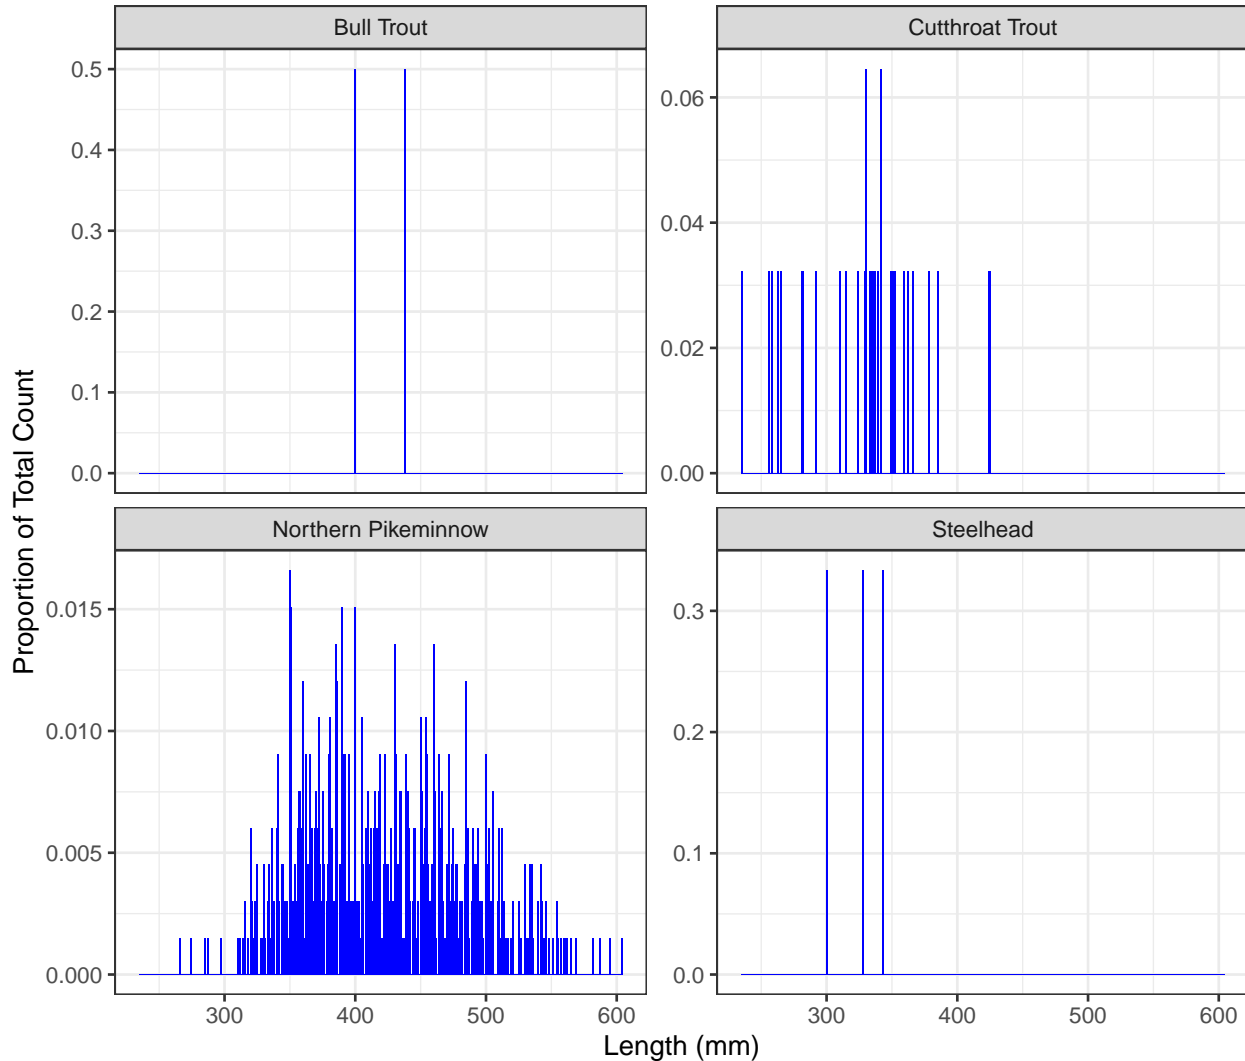 Bull Trout
Cutthroat Trout
0.5
0.4
0.3
0.2
0.1
0.0
0.06
0.04
0.02
0.00
Proportion of Total Count
Northern Pikeminnow
Steelhead
0.015
0.010
0.005
0.000
0.3
0.2
0.1
0.0
300 400 500 600
300 400 500 600
Length (mm)